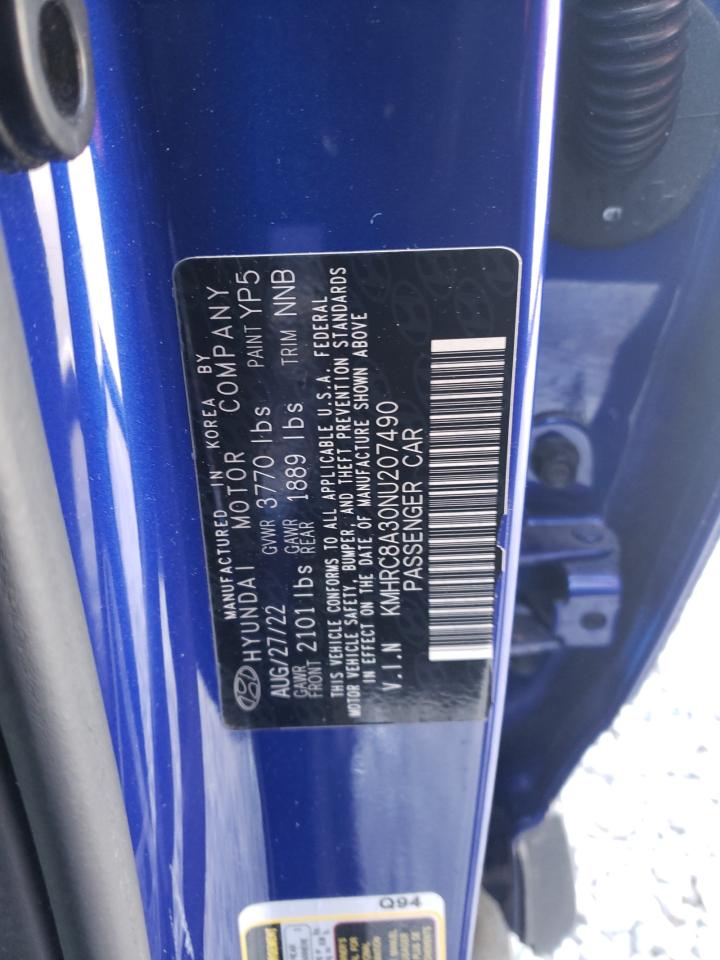 MANUFACTURED IN KOREA BY
HYUNDAI MOTOR COMPANY
AUG/27/22 GVWR 3770 lbs PAINT YP5
GAWR FRONT 2101 lbs GAWR REAR 1889 lbs TRIM NNB
THIS VEHICLE CONFORMS TO ALL APPLICABLE U.S.A. FEDERAL
MOTOR VEHICLE SAFETY, BUMPER, AND THEFT PREVENTION STANDARDS
IN EFFECT ON THE DATE OF MANUFACTURE SHOWN ABOVE
V.I.N KMHRC8A30NU207490
PASSENGER CAR
Q94